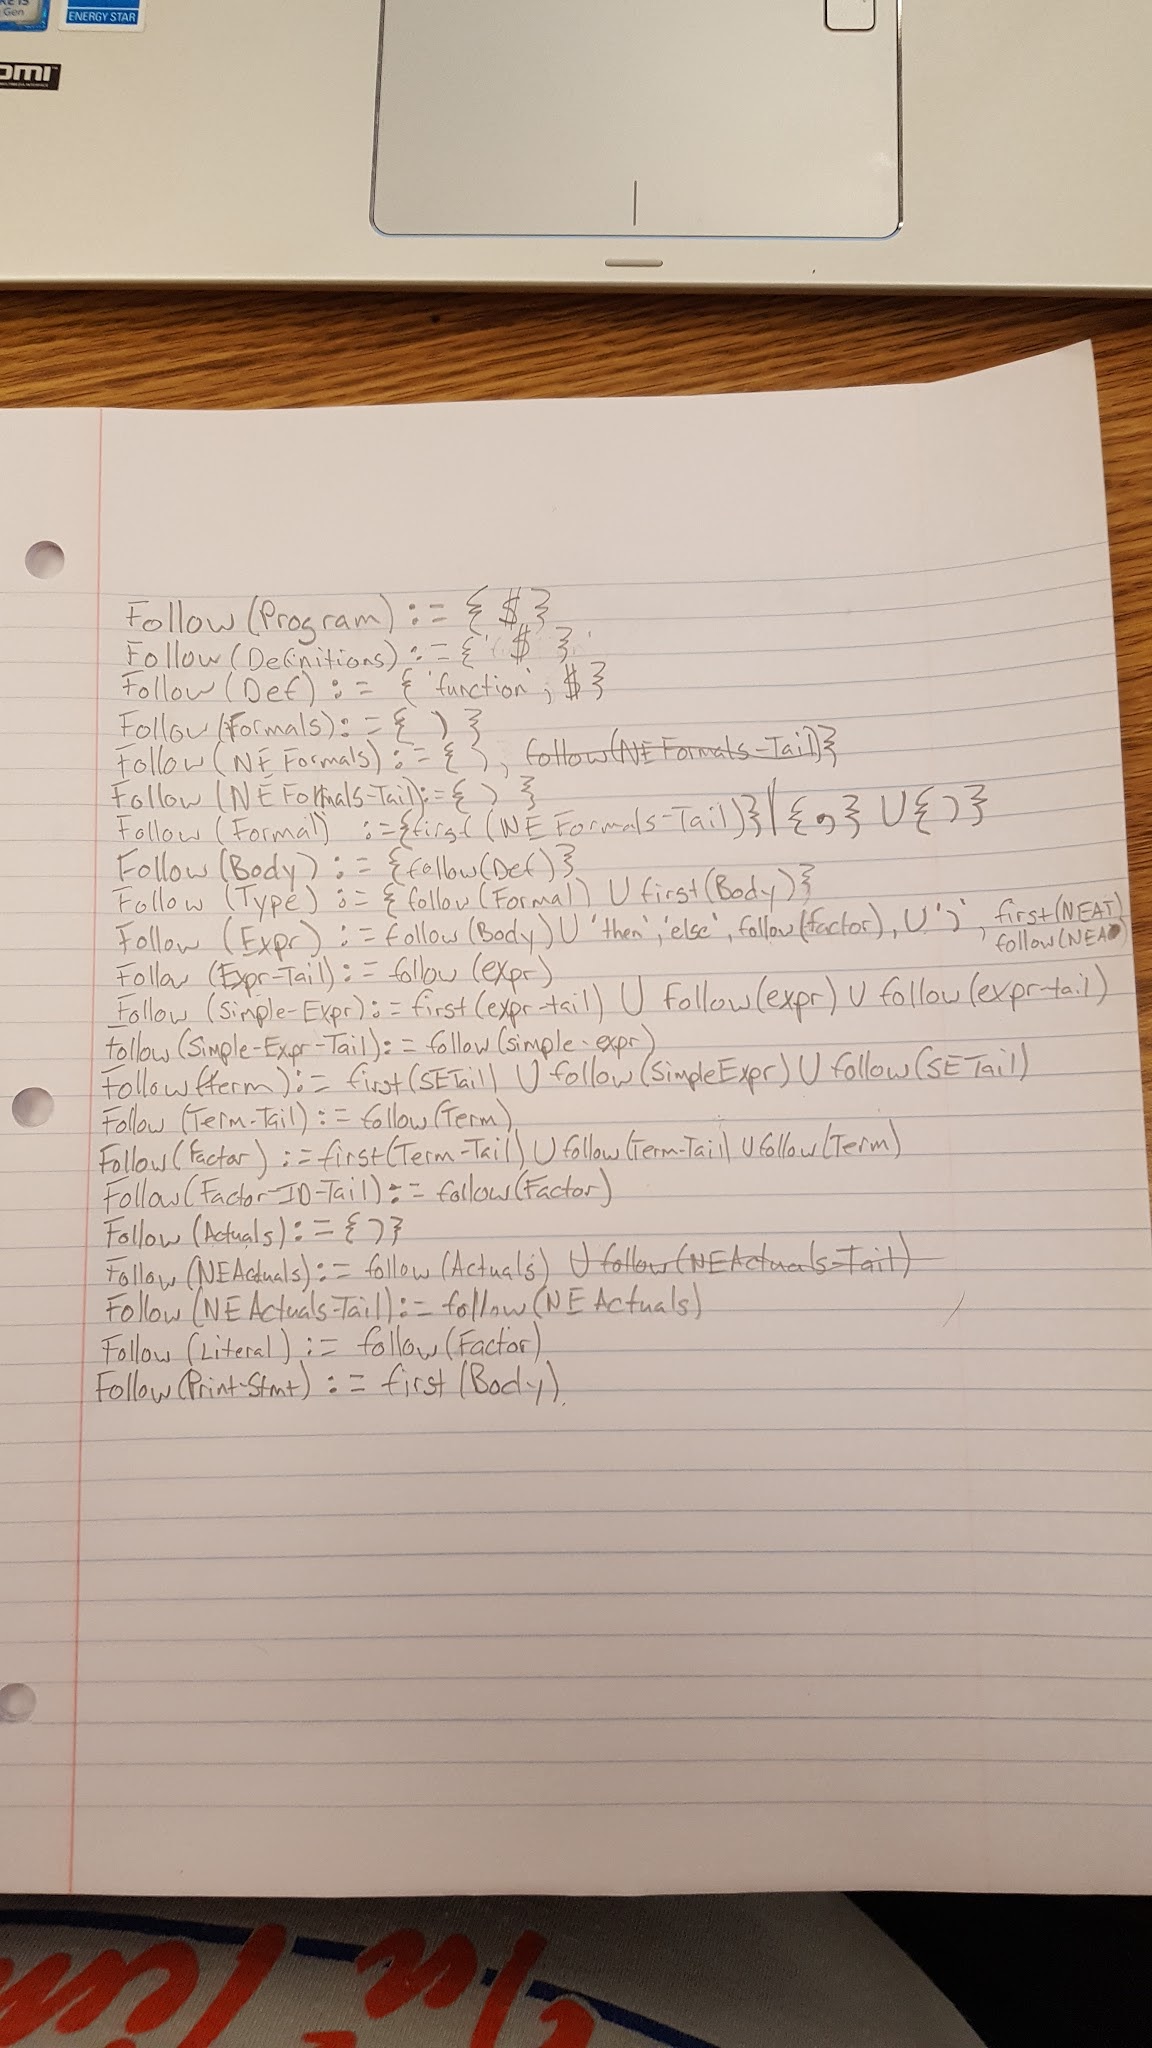 Gen
ENERGY STAR
HDMI
Follow (Program) := { $ }
Follow (Definitions) := { $ }
Follow (Def) := { 'function', $ }
Follow (Formals) := { ) }
Follow (NE Formals) := { ), follow(NE Formals-Tail)}
Follow (NE Formals-Tail) := { ) }
Follow (Formal) := {first (NE Formals-Tail)} / {,} U { ) }
Follow (Body) := {follow(Def)}
Follow (Type) := { follow (Formal) U first (Body) }
Follow (Expr) := follow (Body) U 'then', 'else', follow(factor), U ')', first(NEAT)
follow(NEA)
Follow (Expr-Tail) := follow (expr)
Follow (Simple-Expr) := first (expr-tail) U Follow (expr) U follow (expr-tail)
follow (Simple-Expr-Tail) := follow (simple-expr)
Follow (term) := first (SETail) U follow (SimpleExpr) U follow (SETail)
Follow (Term-Tail) := follow (Term)
Follow (Factor) := first (Term-Tail) U follow (Term-Tail) U follow (Term)
Follow (Factor-ID-Tail) := follow (Factor)
Follow (Actuals) := { ) }
Follow (NEActuals) := follow (Actuals) U follow (NEActuals-Tail)
Follow (NE Actuals-Tail) := follow (NE Actuals)
Follow (Literal) := follow (Factor)
Follow (Print-Stmt) := first (Body)